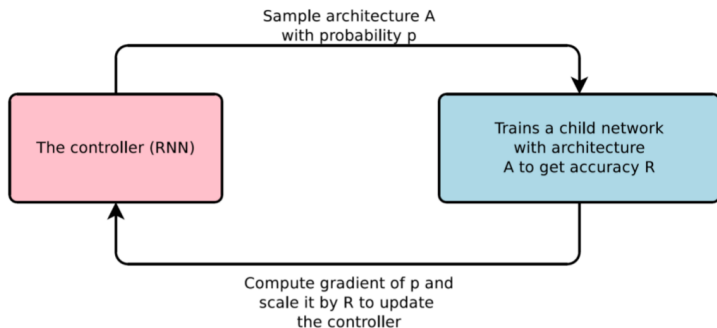 Sample architecture A
with probability p
The controller (RNN)
Trains a child network
with architecture
A to get accuracy R
Compute gradient of p and
scale it by R to update
the controller